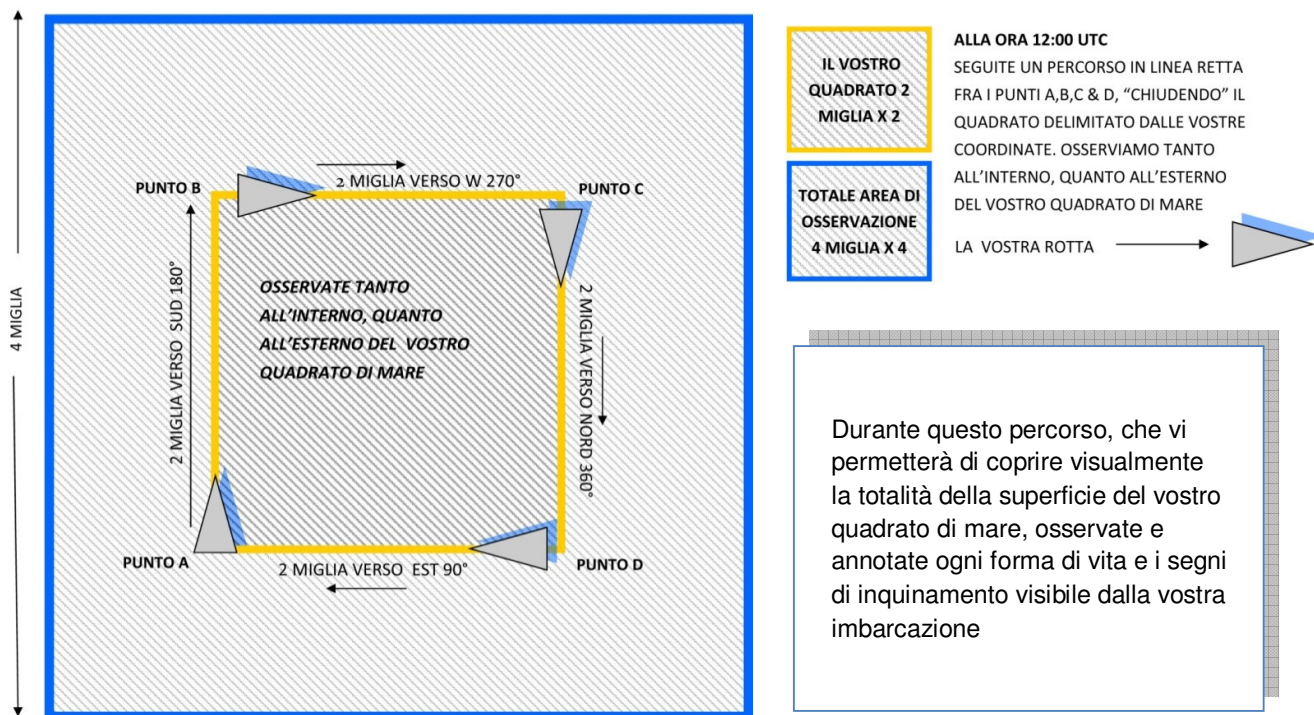 4 MIGLIA
PUNTO B
2 MIGLIA VERSO W 270°
PUNTO C
2 MIGLIA VERSO SUD 180°
OSSERVATE TANTO
ALL'INTERNO, QUANTO
ALL'ESTERNO DEL VOSTRO
QUADRATO DI MARE
2 MIGLIA VERSO NORD 360°
PUNTO A
2 MIGLIA VERSO EST 90°
PUNTO D
IL VOSTRO
QUADRATO 2
MIGLIA X 2
TOTALE AREA DI
OSSERVAZIONE
4 MIGLIA X 4
ALLA ORA 12:00 UTC
SEGUITE UN PERCORSO IN LINEA RETTA
FRA I PUNTI A,B,C & D, "CHIUDENDO" IL
QUADRATO DELIMITATO DALLE VOSTRE
COORDINATE. OSSERVIAMO TANTO
ALL'INTERNO, QUANTO ALL'ESTERNO
DEL VOSTRO QUADRATO DI MARE
LA VOSTRA ROTTA
Durante questo percorso, che vi
permetterà di coprire visualmente
la totalità della superficie del vostro
quadrato di mare, osservate e
annotate ogni forma di vita e i segni
di inquinamento visibile dalla vostra
imbarcazione